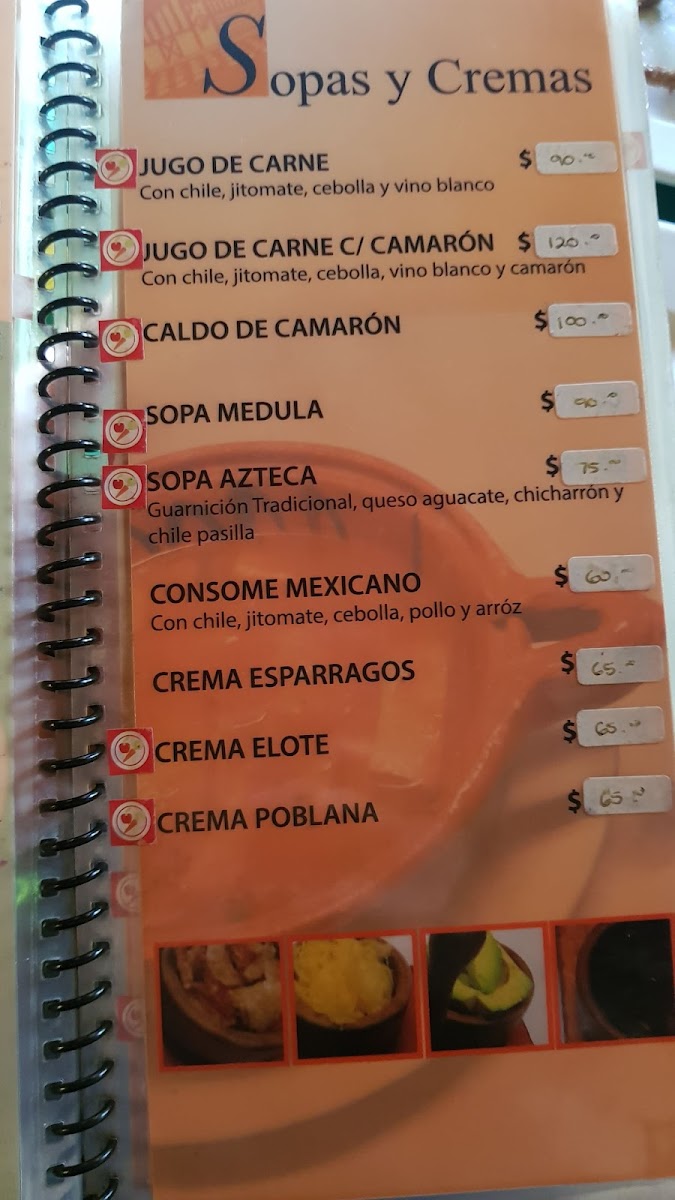 Sopas y Cremas
JUGO DE CARNE $ 90.00
Con chile, jitomate, cebolla y vino blanco
JUGO DE CARNE C/ CAMARÓN $ 120.00
Con chile, jitomate, cebolla, vino blanco y camarón
CALDO DE CAMARÓN $ 100.00
SOPA MEDULA $ 90.00
SOPA AZTECA $ 75.00
Guarnición Tradicional, queso aguacate, chicharrón y
chile pasilla
CONSOME MEXICANO $ 60.00
Con chile, jitomate, cebolla, pollo y arróz
CREMA ESPARRAGOS $ 65.00
CREMA ELOTE $ 65.00
CREMA POBLANA $ 65.00